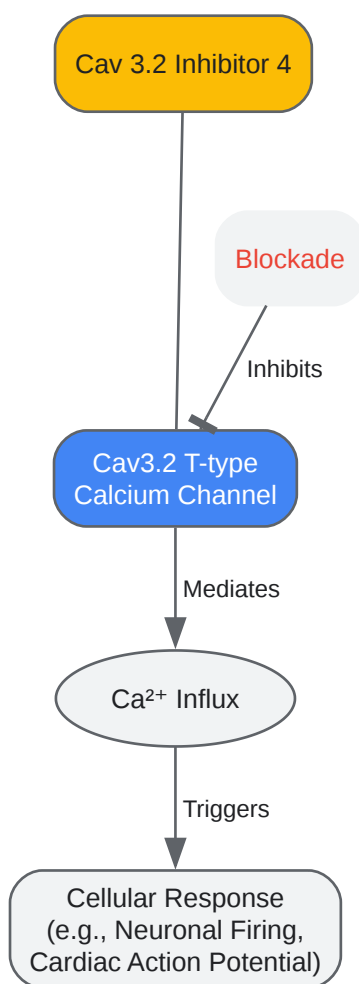 Cav 3.2 Inhibitor 4
Blockade
Inhibits
Cav3.2 T-type
Calcium Channel
Mediates
Ca²⁺ Influx
Triggers
Cellular Response
(e.g., Neuronal Firing,
Cardiac Action Potential)